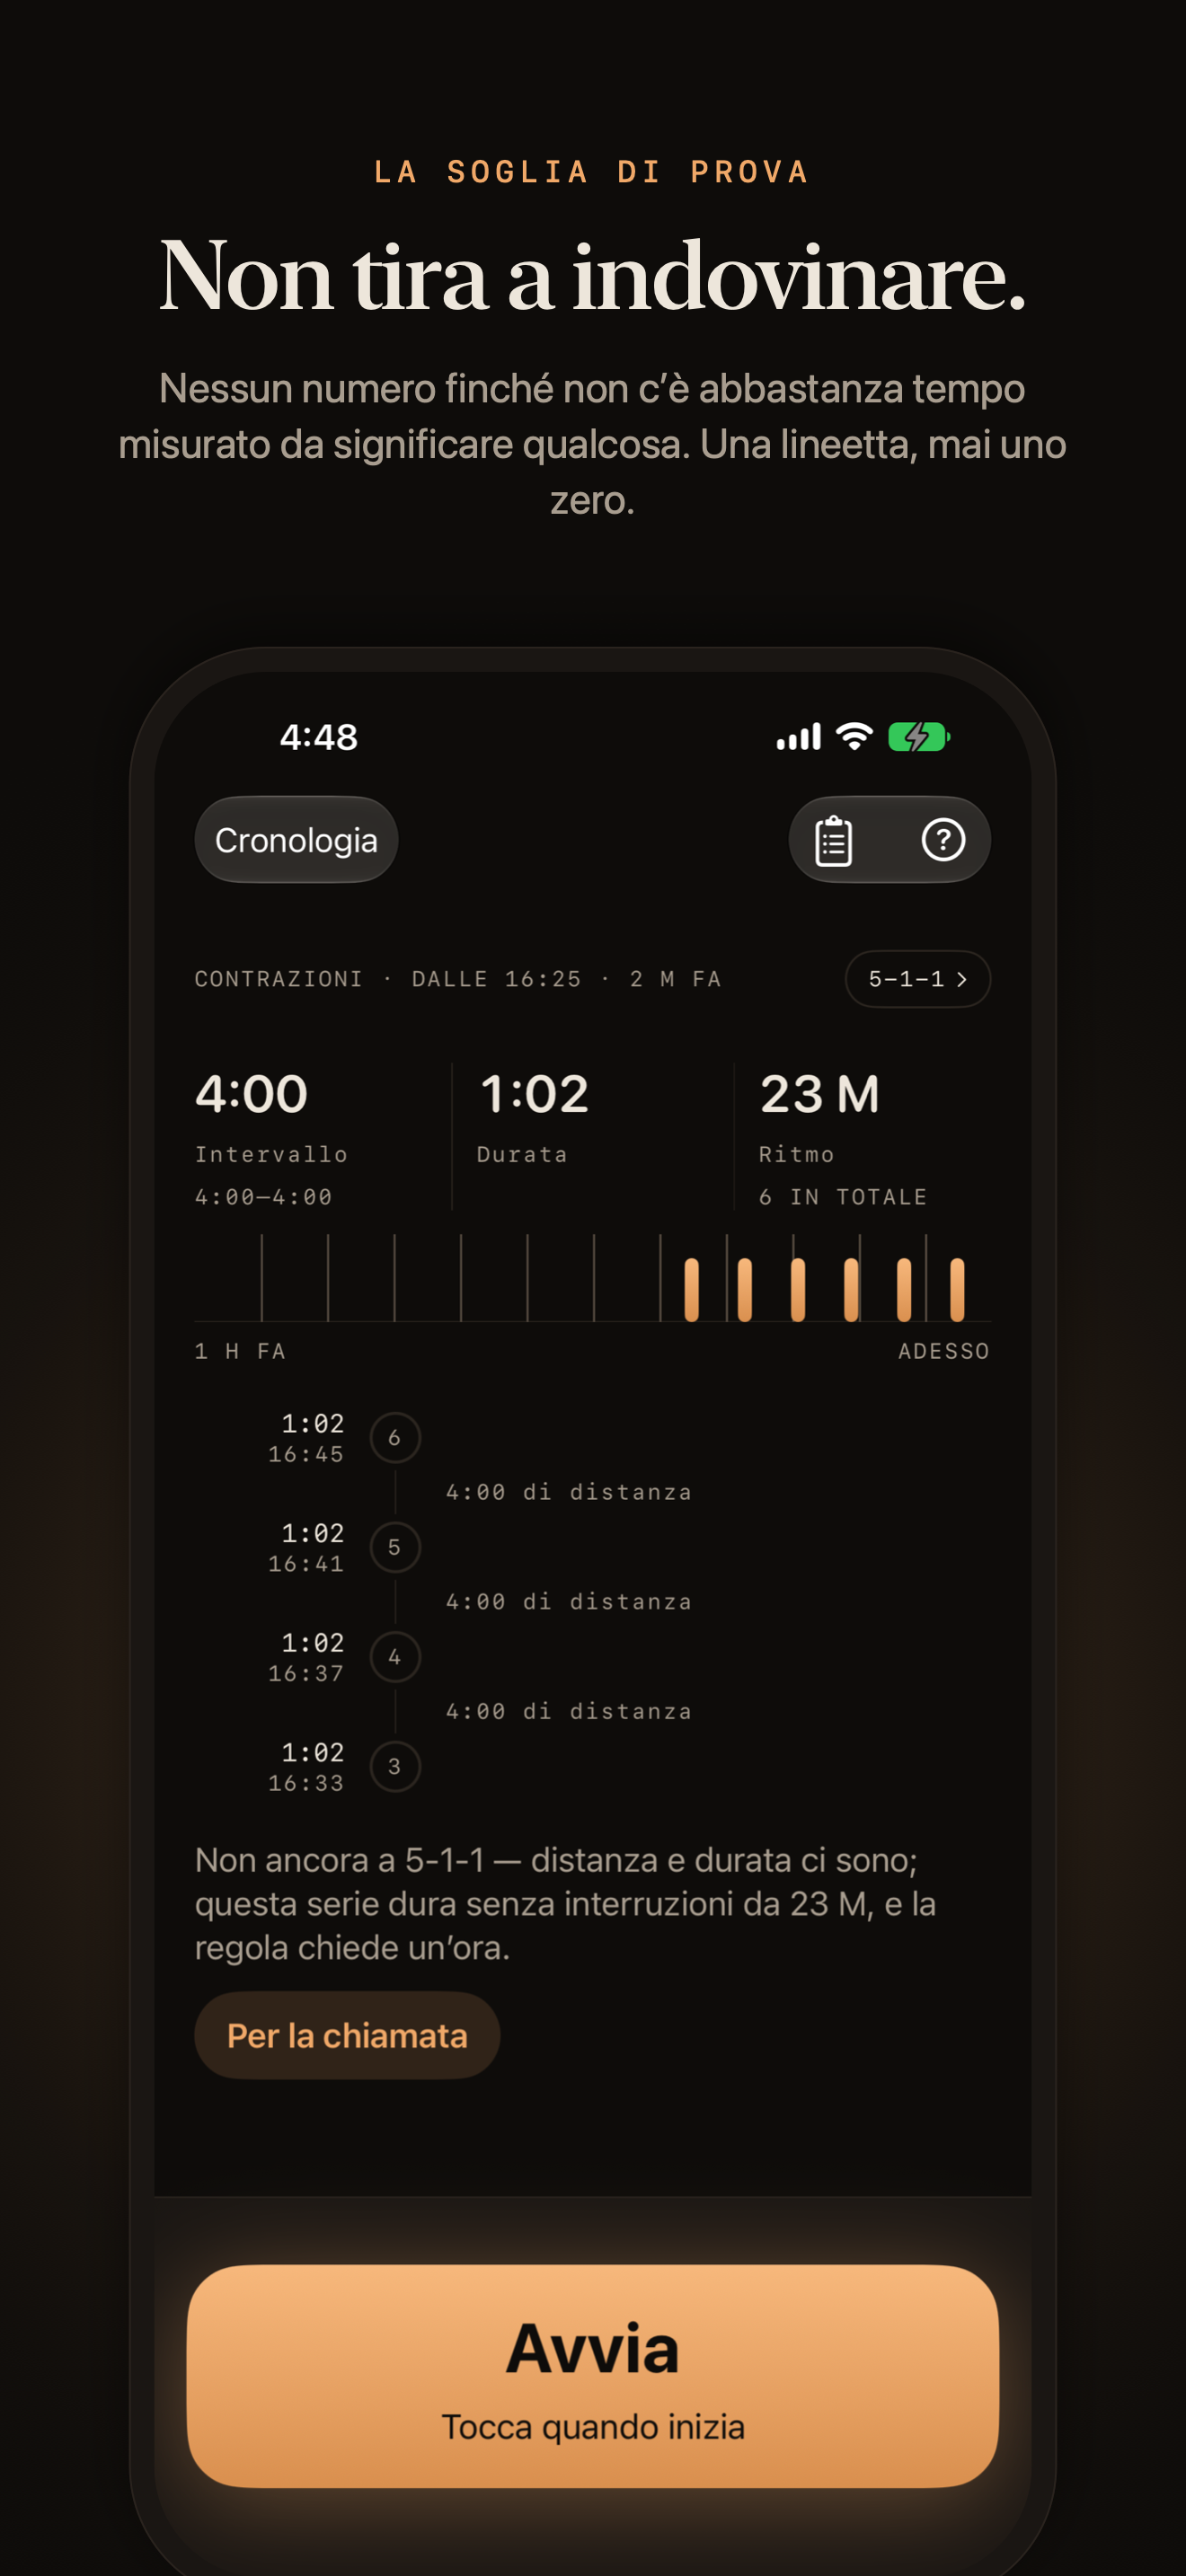 LA SOGLIA DI PROVA
Non tira a indovinare.
Nessun numero finché non c’è abbastanza tempo
misurato da significare qualcosa. Una lineetta, mai uno
zero.
4:48
Cronologia
?
CONTRAZIONI · DALLE 16:25 · 2 M FA
5–1–1 >
4:00 1:02 23 M
Intervallo Durata Ritmo
4:00–4:00 6 IN TOTALE
1 H FA ADESSO
1:02
16:45
6
4:00 di distanza
1:02
16:41
5
4:00 di distanza
1:02
16:37
4
4:00 di distanza
1:02
16:33
3
Non ancora a 5-1-1 — distanza e durata ci sono;
questa serie dura senza interruzioni da 23 M, e la
regola chiede un’ora.
Per la chiamata
Avvia
Tocca quando inizia